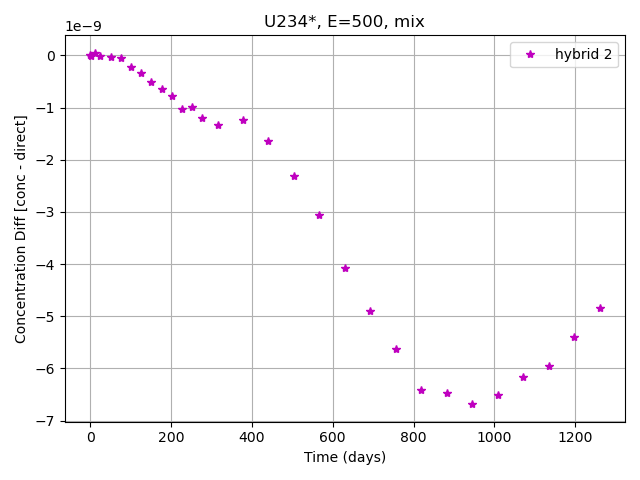 U234*, E=500, mix
1e−9
hybrid 2
0
−1
−2
−3
−4
−5
−6
−7
Concentration Diff [conc - direct]
0 200 400 600 800 1000 1200
Time (days)